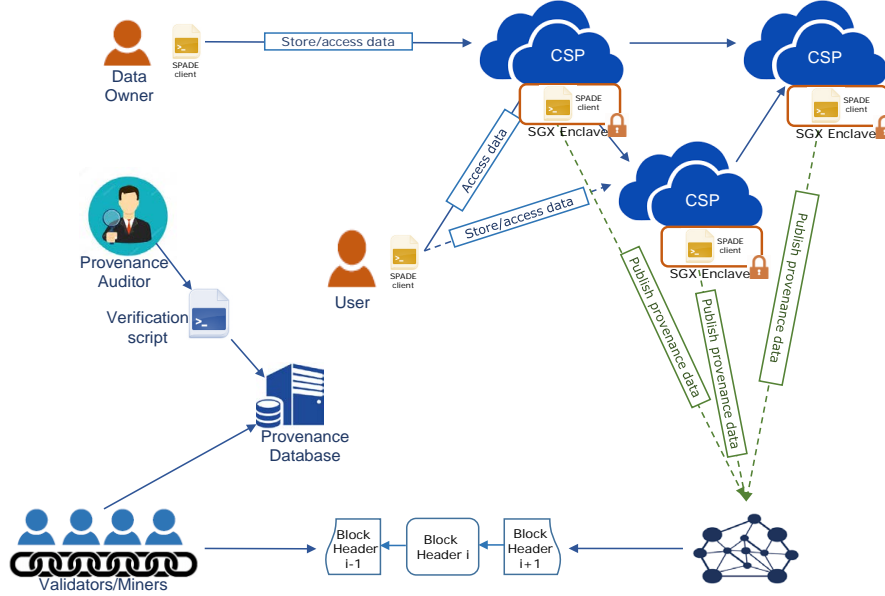 SPADE
client
Data
Owner
Store/access data
CSP
SPADE
client
SGX Enclave
CSP
SPADE
client
SGX Enclave
Access data
Store/access data
CSP
SPADE
client
SGX Enclave
SPADE
client
User
Provenance
Auditor
Verification
script
Provenance
Database
Publish provenance data
Publish provenance data
Publish provenance data
Validators/Miners
Block
Header
i-1
Block
Header i
Block
Header
i+1